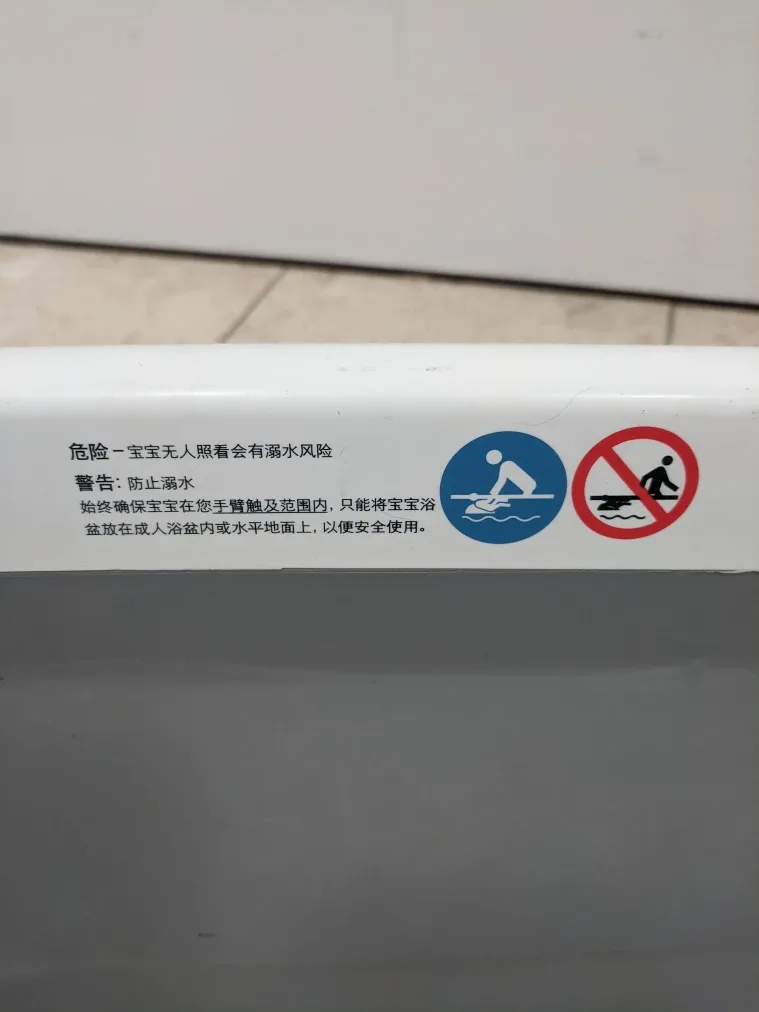 危险－宝宝无人照看会有溺水风险
警告: 防止溺水
始终确保宝宝在您手臂触及范围内, 只能将宝宝浴
盆放在成人浴盆内或水平地面上, 以便安全使用。